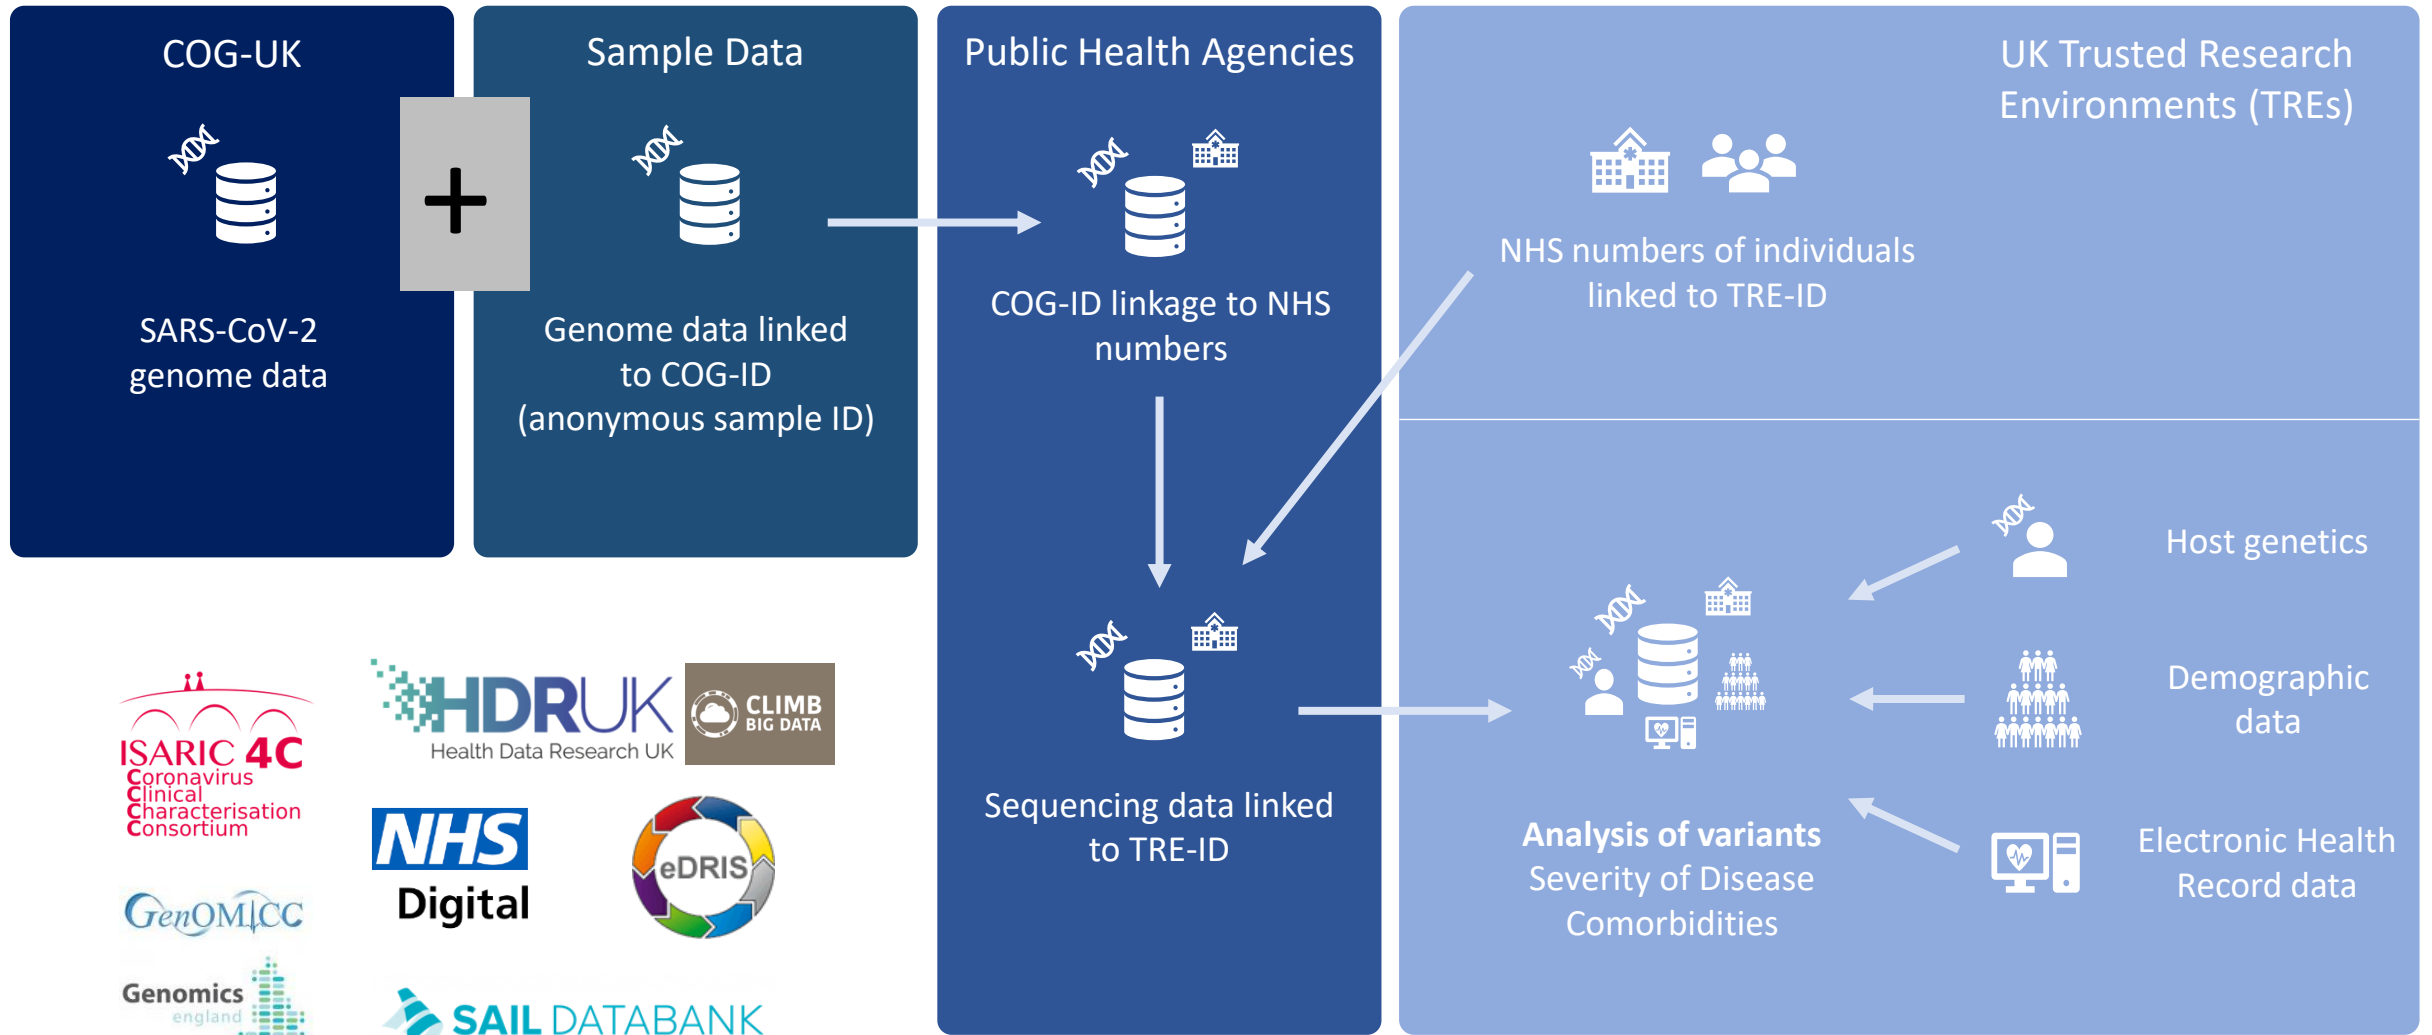 COG-UK
SARS-CoV-2
genome data
+
Sample Data
Genome data linked
to COG-ID
(anonymous sample ID)
Public Health Agencies
COG-ID linkage to NHS
numbers
Sequencing data linked
to TRE-ID
UK Trusted Research
Environments (TREs)
NHS numbers of individuals
linked to TRE-ID
Host genetics
Demographic
data
Electronic Health
Record data
Analysis of variants
Severity of Disease
Comorbidities
ISARIC 4C
Coronavirus
Clinical
Characterisation
Consortium
HDRUK
Health Data Research UK
CLIMB
BIG DATA
NHS
Digital
eDRIS
GenOMICC
Genomics
england
SAIL DATABANK